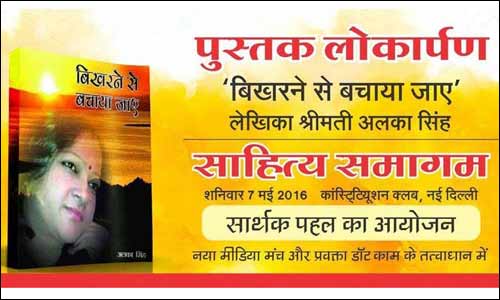 बिखरने से
बचाया जाए
अलका सिंह
पुस्तक लोकार्पण
‘बिखरने से बचाया जाए’
लेखिका श्रीमती अलका सिंह
साहित्य समागम
शनिवार 7 मई 2016 कांस्टिट्यिूशन क्लब, नई दिल्ली
सार्थक पहल का आयोजन
नया मीडिया मंच और प्रवक्ता डॉट काम के तत्वाधान में